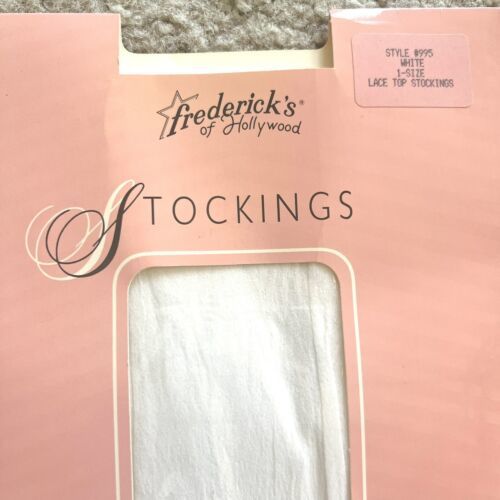 STYLE #995
WHITE
1-SIZE
LACE TOP STOCKINGS
frederick's®
of Hollywood
STOCKINGS